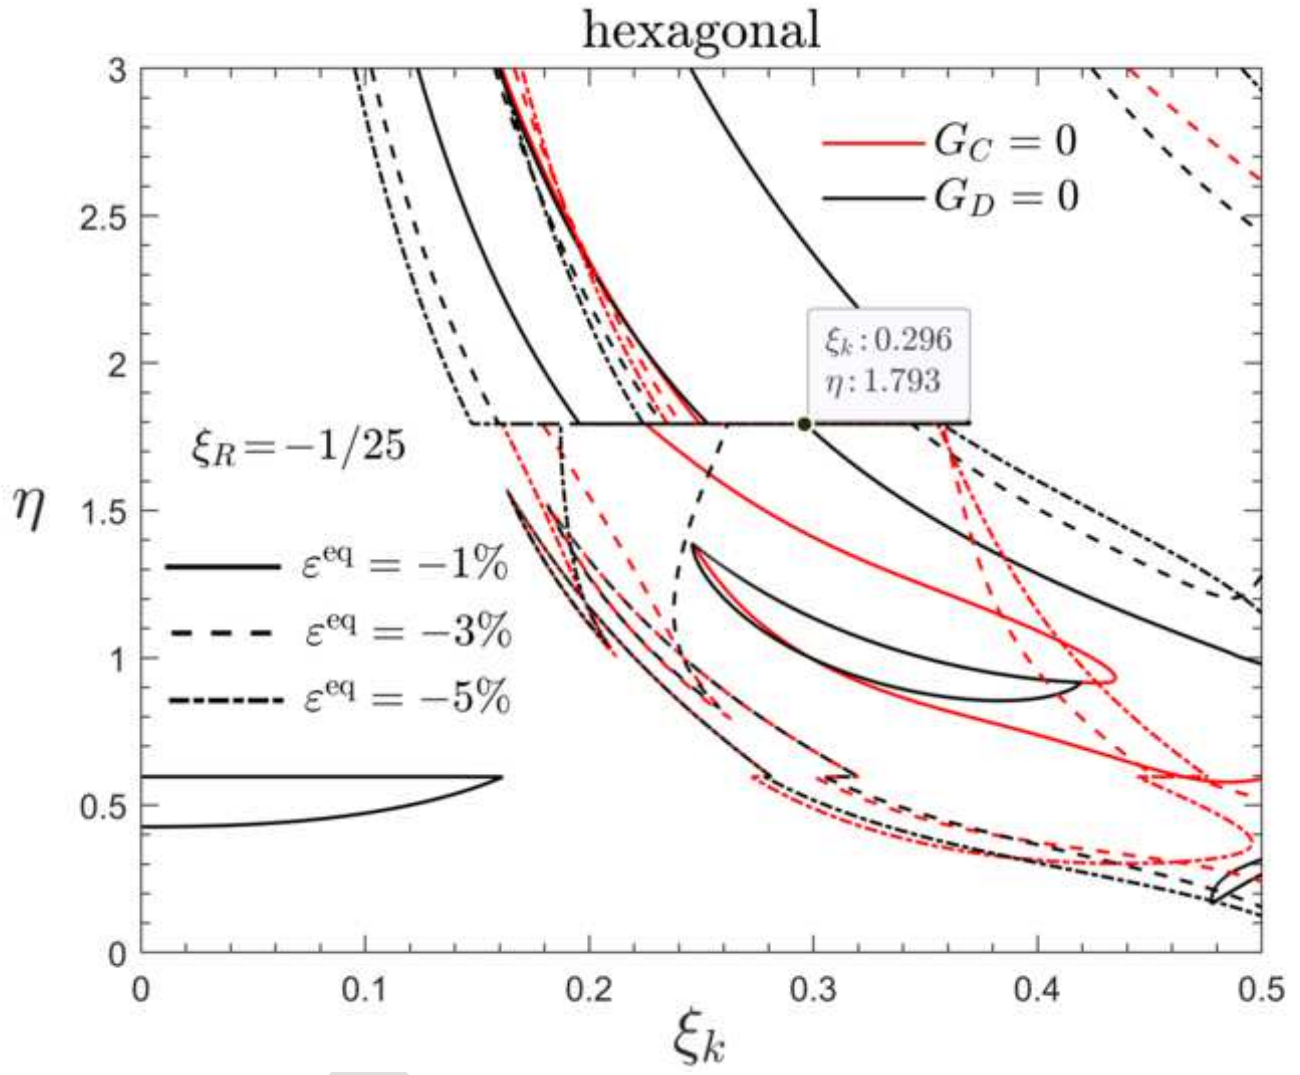 hexagonal
3
2.5
2
1.5
1
0.5
0
η
G_C = 0
G_D = 0
ξ_k: 0.296
η: 1.793
ξ_R = −1/25
ε^eq = −1%
ε^eq = −3%
ε^eq = −5%
0 0.1 0.2 0.3 0.4 0.5
ξ_k